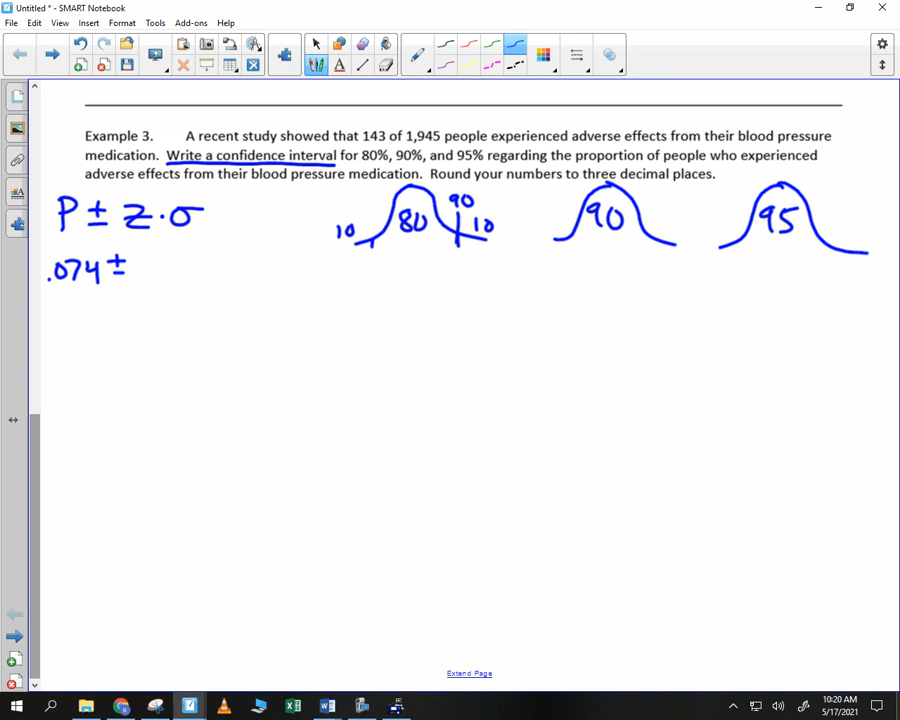 Untitled * - SMART Notebook
File Edit View Insert Format Tools Add-ons Help
Example 3. A recent study showed that 143 of 1,945 people experienced adverse effects from their blood pressure
medication. Write a confidence interval for 80%, 90%, and 95% regarding the proportion of people who experienced
adverse effects from their blood pressure medication. Round your numbers to three decimal places.
P ± z · σ
10 80 90 10
90
95
.074 ±
Extend Page
10:20 AM
5/17/2021